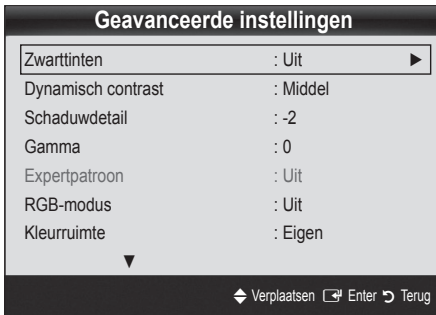 Geavanceerde instellingen
Zwarttinten : Uit ▶
Dynamisch contrast : Middel
Schaduwdetail : -2
Gamma : 0
Expertpatroon : Uit
RGB-modus : Uit
Kleurruimte : Eigen
▼
Verplaatsen Enter Terug